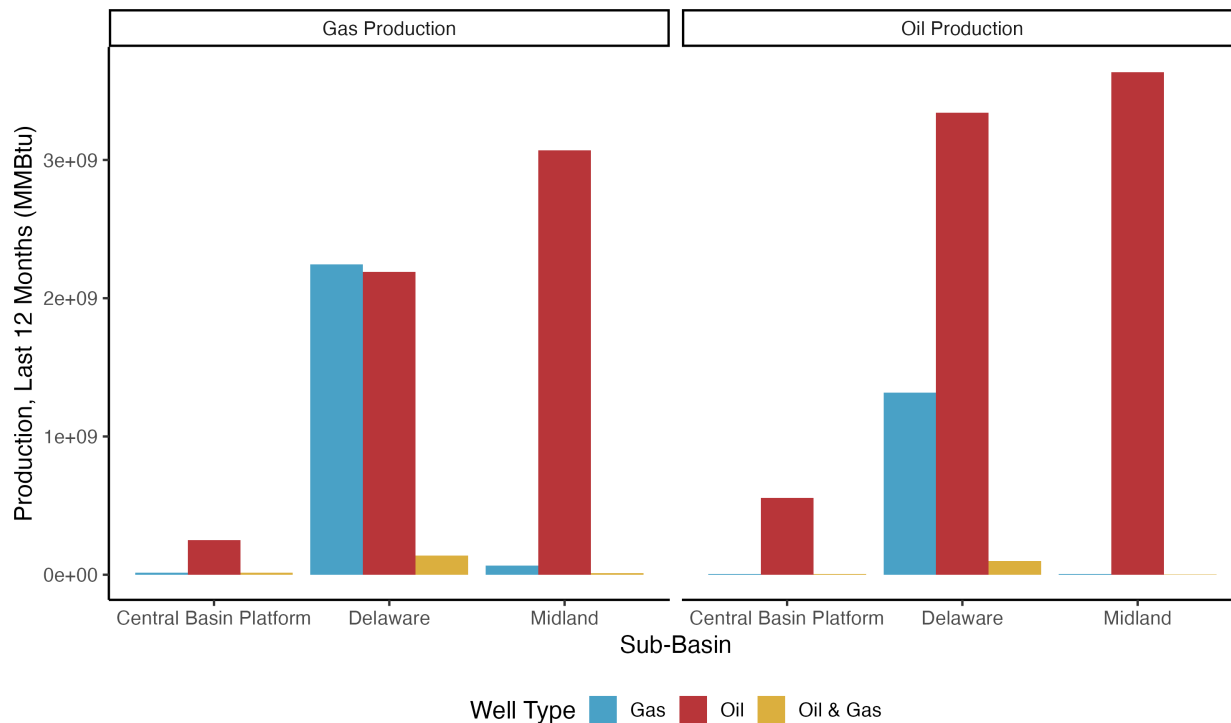 Gas Production
Oil Production
Production, Last 12 Months (MMBtu)
3e+09
2e+09
1e+09
0e+00
Central Basin Platform Delaware Midland
Central Basin Platform Delaware Midland
Sub-Basin
Well Type Gas Oil Oil & Gas